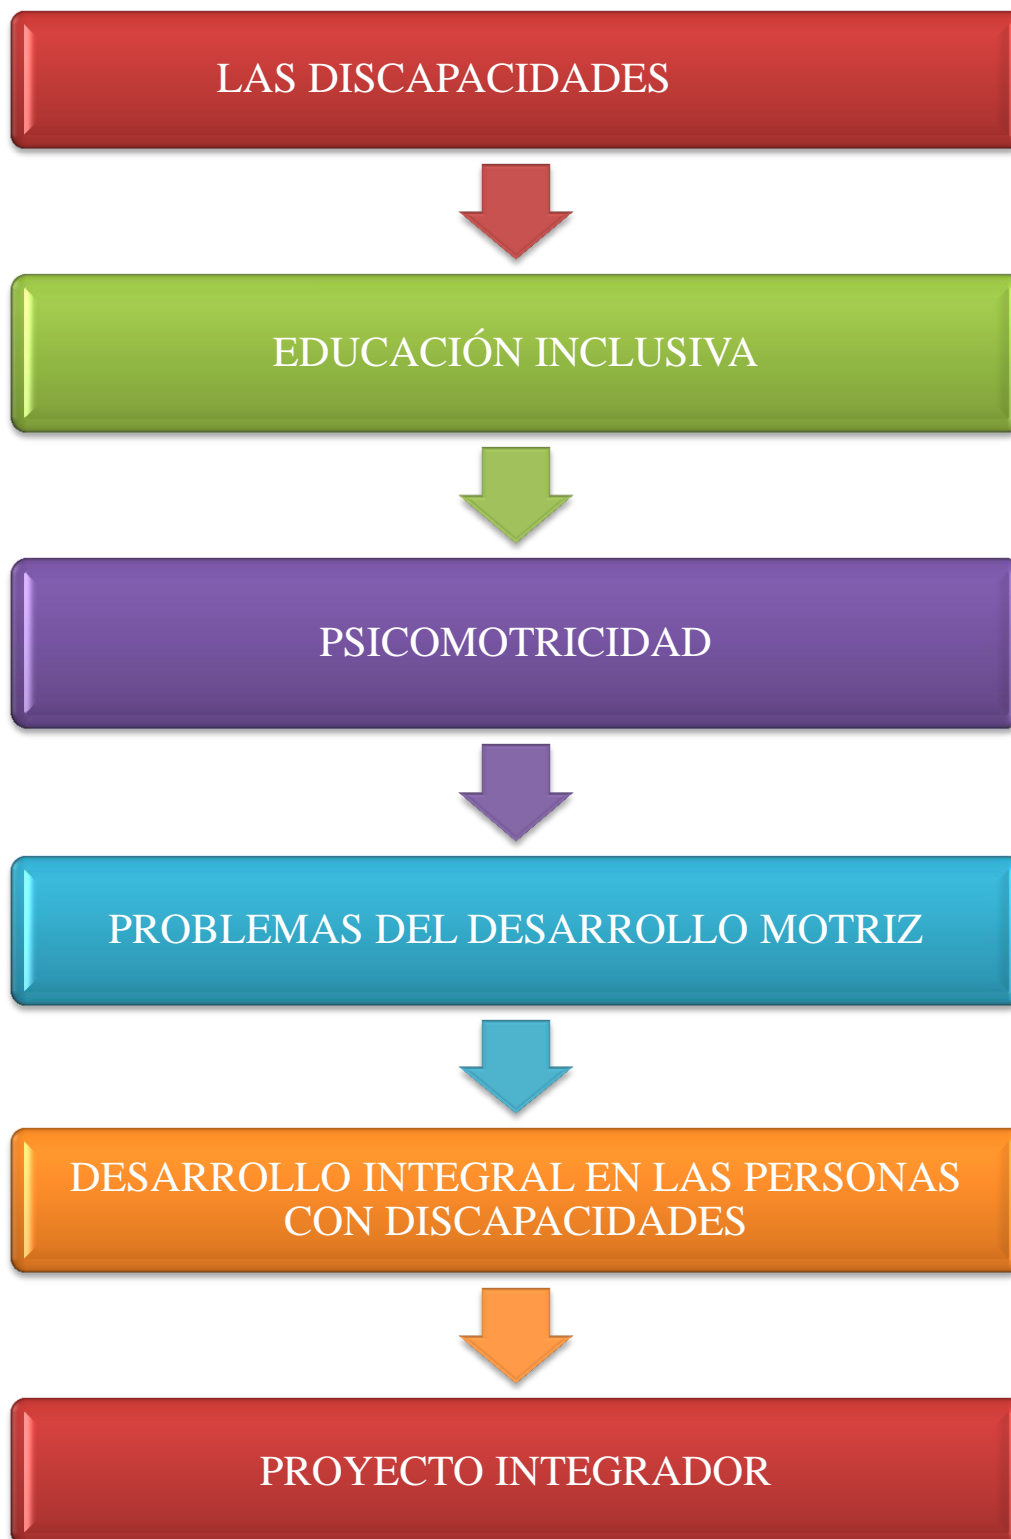 LAS DISCAPACIDADES
EDUCACIÓN INCLUSIVA
PSICOMOTRICIDAD
PROBLEMAS DEL DESARROLLO MOTRIZ
DESARROLLO INTEGRAL EN LAS PERSONAS
CON DISCAPACIDADES
PROYECTO INTEGRADOR